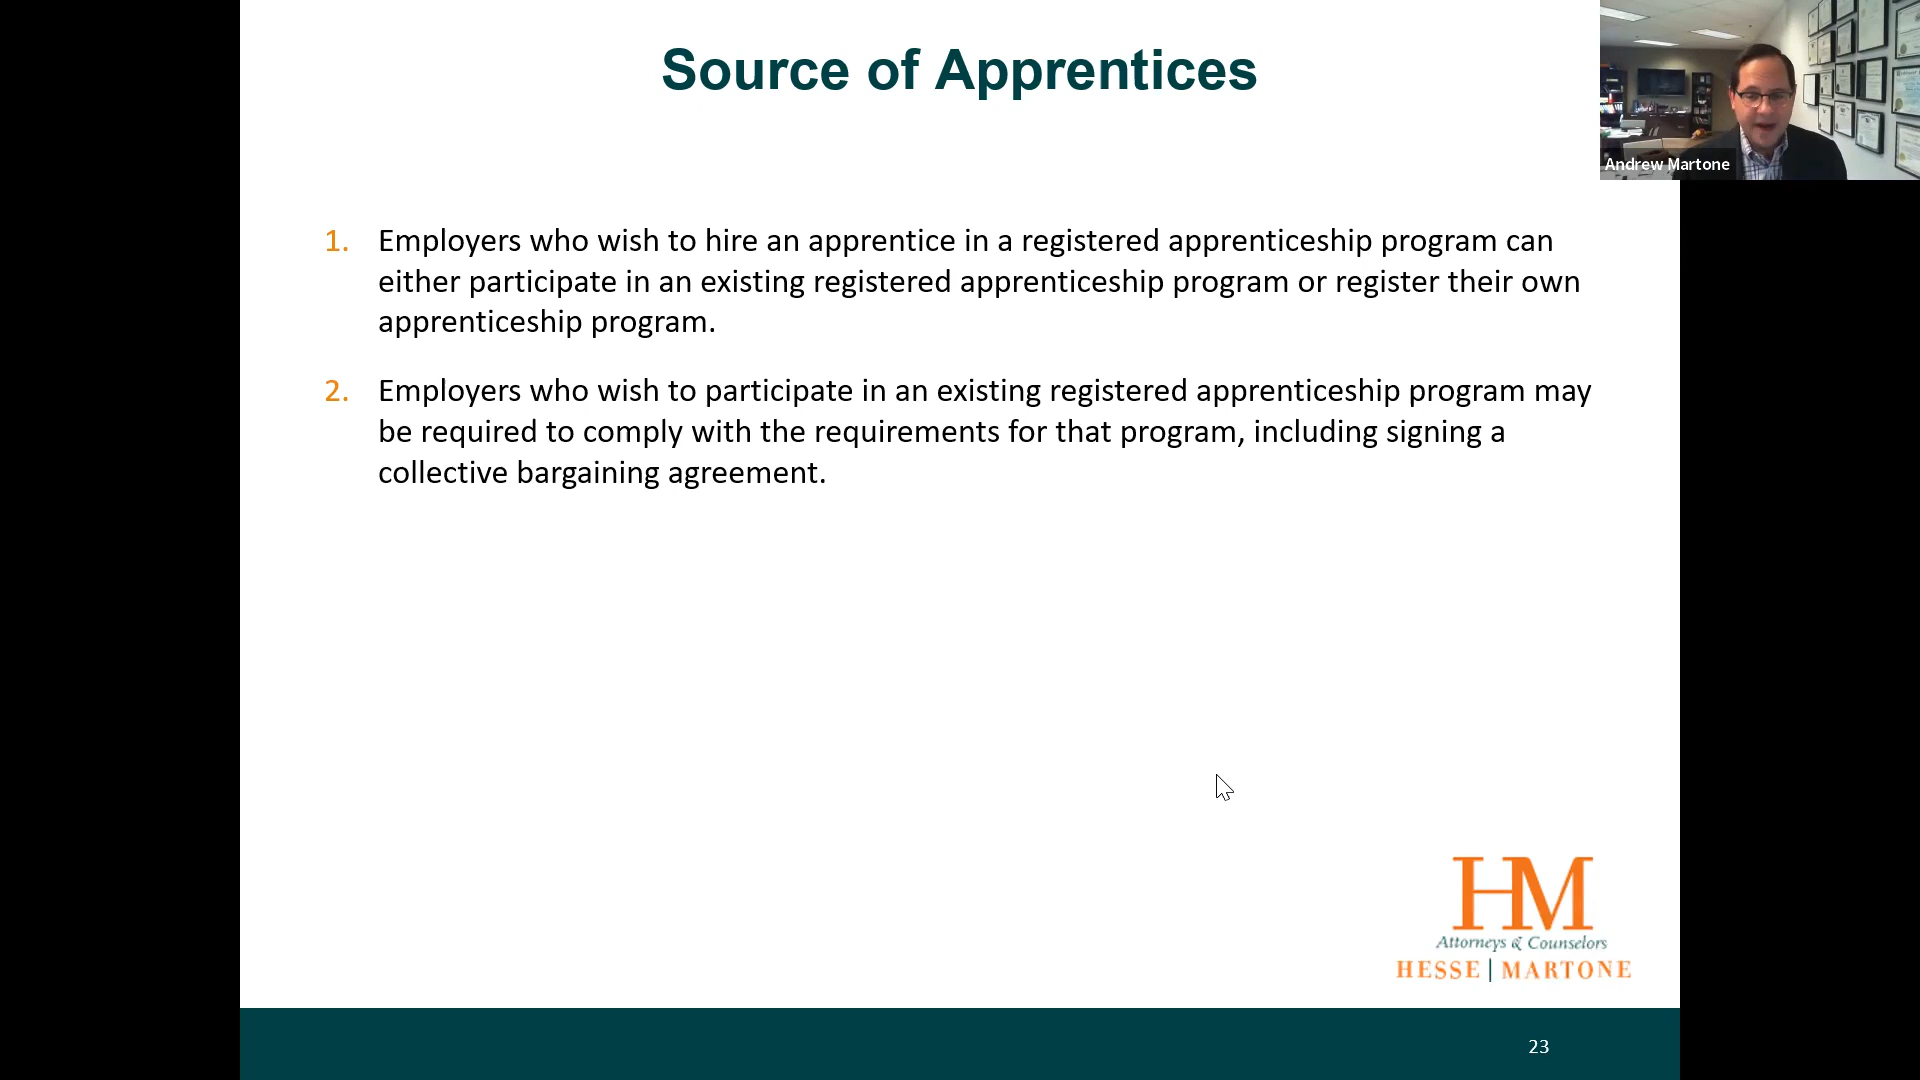 Source of Apprentices
Andrew Martone
1. Employers who wish to hire an apprentice in a registered apprenticeship program can
either participate in an existing registered apprenticeship program or register their own
apprenticeship program.
2. Employers who wish to participate in an existing registered apprenticeship program may
be required to comply with the requirements for that program, including signing a
collective bargaining agreement.
HM
Attorneys & Counselors
HESSE | MARTONE
23